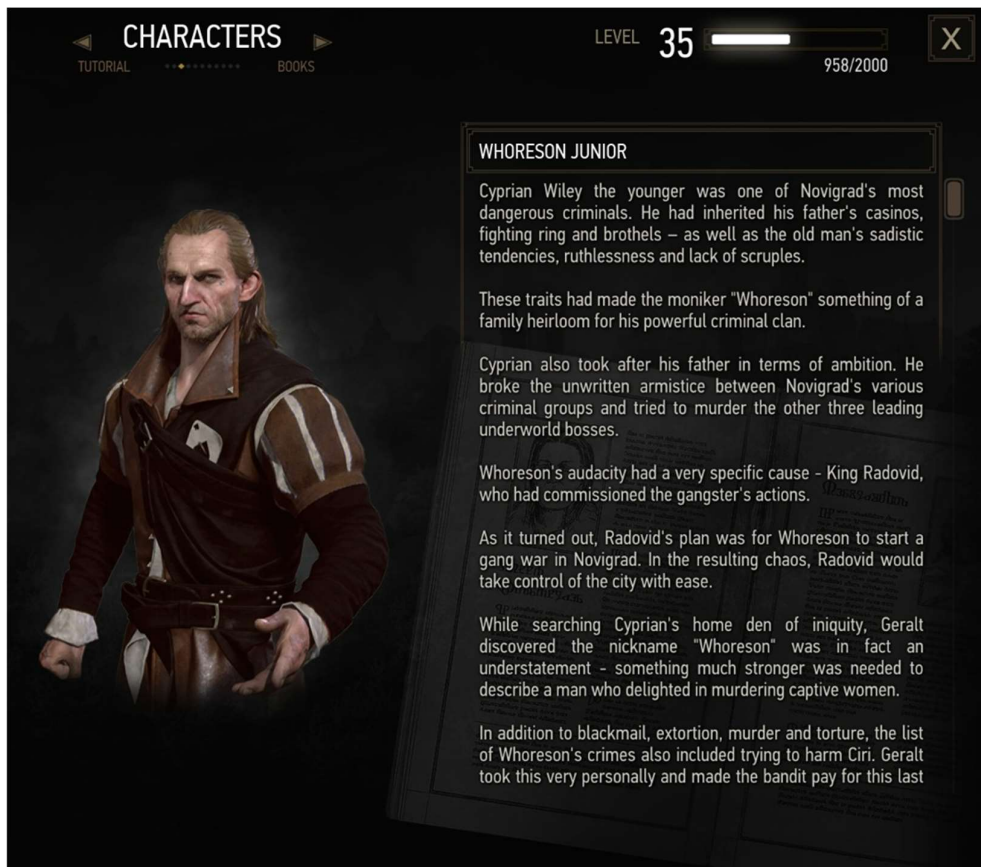 CHARACTERS
TUTORIAL
BOOKS
LEVEL 35
958/2000
X
WHORESON JUNIOR
Cyprian Wiley the younger was one of Novigrad's most
dangerous criminals. He had inherited his father's casinos,
fighting ring and brothels – as well as the old man's sadistic
tendencies, ruthlessness and lack of scruples.
These traits had made the moniker "Whoreson" something of a
family heirloom for his powerful criminal clan.
Cyprian also took after his father in terms of ambition. He
broke the unwritten armistice between Novigrad's various
criminal groups and tried to murder the other three leading
underworld bosses.
Whoreson's audacity had a very specific cause - King Radovid,
who had commissioned the gangster's actions.
As it turned out, Radovid's plan was for Whoreson to start a
gang war in Novigrad. In the resulting chaos, Radovid would
take control of the city with ease.
While searching Cyprian's home den of iniquity, Geralt
discovered the nickname "Whoreson" was in fact an
understatement - something much stronger was needed to
describe a man who delighted in murdering captive women.
In addition to blackmail, extortion, murder and torture, the list
of Whoreson's crimes also included trying to harm Ciri. Geralt
took this very personally and made the bandit pay for this last